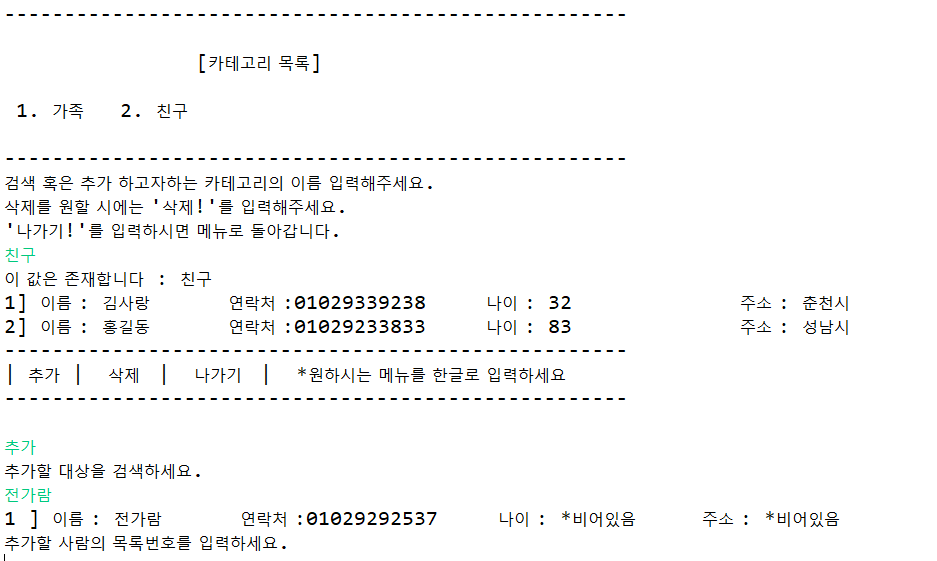 ----------------------------------------------------
[카테고리 목록]
1. 가족 2. 친구
----------------------------------------------------
검색 혹은 추가 하고자하는 카테고리의 이름 입력해주세요.
삭제를 원할 시에는 '삭제!'를 입력해주세요.
'나가기!'를 입력하시면 메뉴로 돌아갑니다.
친구
이 값은 존재합니다 : 친구
1] 이름 : 김사랑 연락처 :01029339238 나이 : 32 주소 : 춘천시
2] 이름 : 홍길동 연락처 :01029233833 나이 : 83 주소 : 성남시
----------------------------------------------------
| 추가 | 삭제 | 나가기 | *원하시는 메뉴를 한글로 입력하세요
----------------------------------------------------
추가
추가할 대상을 검색하세요.
전가람
1 ] 이름 : 전가람 연락처 :01029292537 나이 : *비어있음 주소 : *비어있음
추가할 사람의 목록번호를 입력하세요.